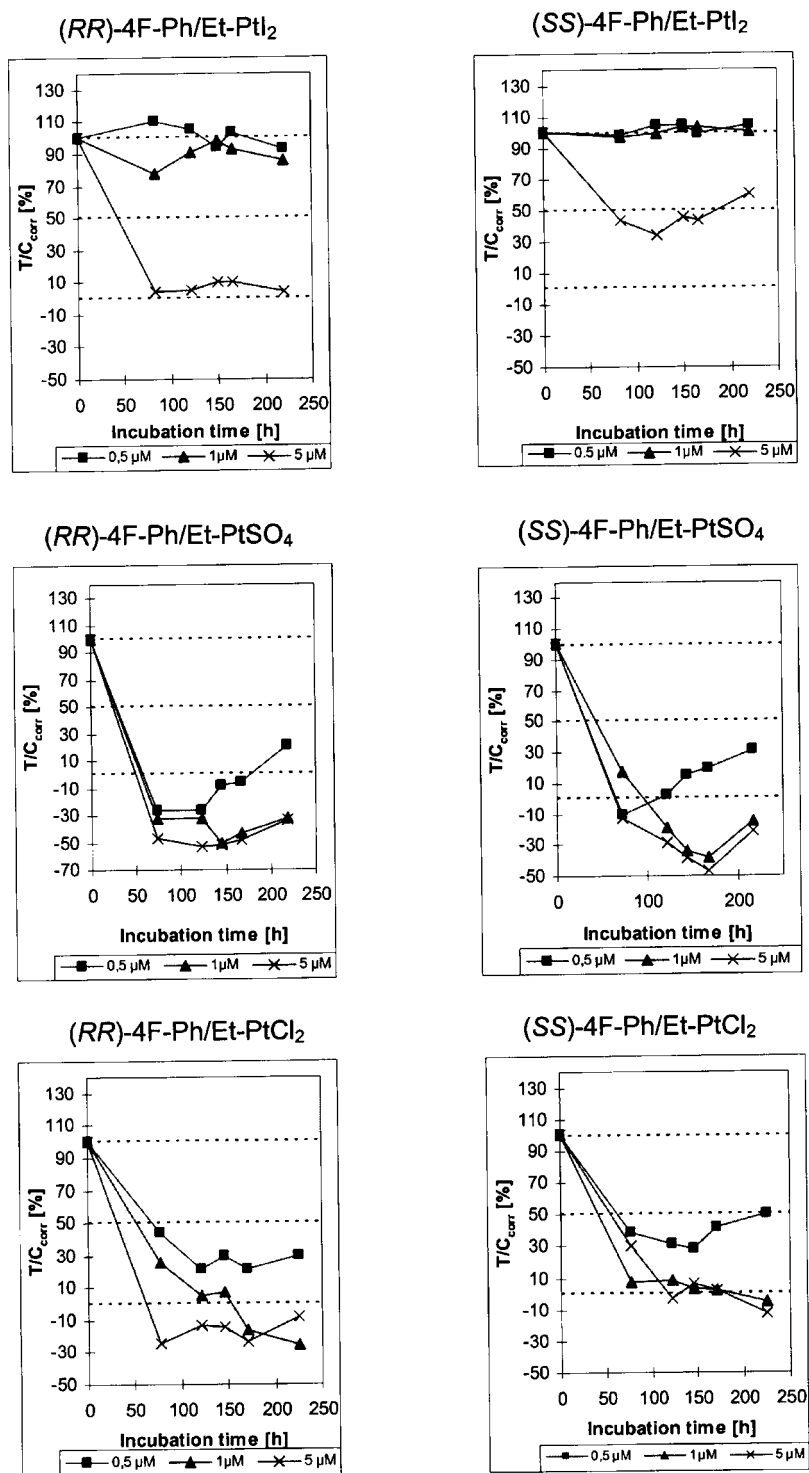 (RR)-4F-Ph/Et-PtI₂
130
110
90
70
50
30
10
-10
-30
-50
T/C_corr [%]
0 50 100 150 200 250
Incubation time [h]
0,5 µM 1µM 5 µM
(SS)-4F-Ph/Et-PtI₂
130
110
90
70
50
30
10
-10
-30
-50
T/C_corr [%]
0 50 100 150 200 250
Incubation time [h]
0,5 µM 1µM 5 µM
(RR)-4F-Ph/Et-PtSO₄
130
110
90
70
50
30
10
-10
-30
-50
-70
T/C_corr [%]
0 50 100 150 200 250
Incubation time [h]
0,5 µM 1µM 5 µM
(SS)-4F-Ph/Et-PtSO₄
130
110
90
70
50
30
10
-10
-30
-50
T/C_corr [%]
0 100 200
Incubation time [h]
0,5 µM 1µM 5 µM
(RR)-4F-Ph/Et-PtCl₂
130
110
90
70
50
30
10
-10
-30
-50
T/C_corr [%]
0 50 100 150 200 250
Incubation time [h]
0,5 µM 1µM 5 µM
(SS)-4F-Ph/Et-PtCl₂
130
110
90
70
50
30
10
-10
-30
-50
T/C_corr [%]
0 50 100 150 200 250
Incubation time [h]
0,5 µM 1µM 5 µM